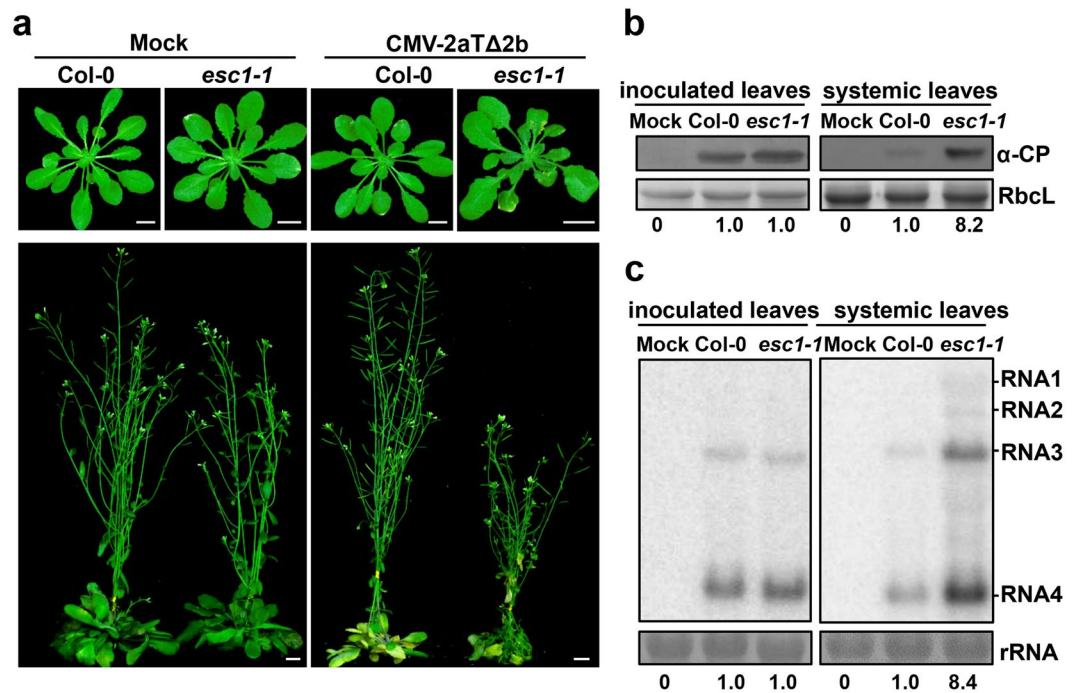 a
Mock CMV-2aTΔ2b
Col-0 esc1-1 Col-0 esc1-1
b
inoculated leaves systemic leaves
Mock Col-0 esc1-1 Mock Col-0 esc1-1
α-CP
RbcL
0 1.0 1.0 0 1.0 8.2
c
inoculated leaves systemic leaves
Mock Col-0 esc1-1 Mock Col-0 esc1-1
RNA1
RNA2
RNA3
RNA4
rRNA
0 1.0 1.0 0 1.0 8.4